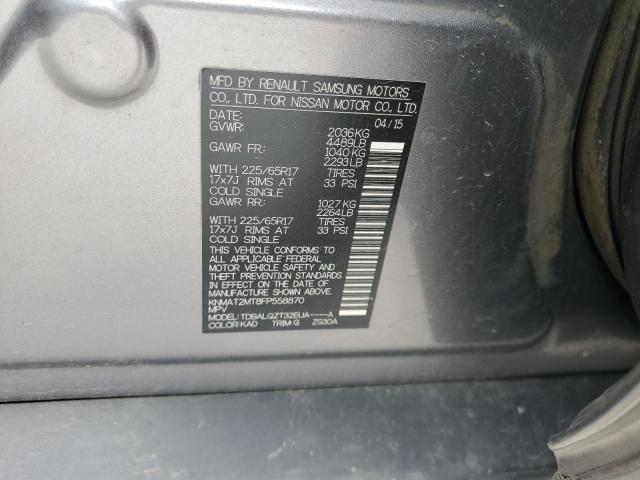 MFD BY RENAULT SAMSUNG MOTORS
CO., LTD. FOR NISSAN MOTOR CO., LTD.
DATE: 04/15
GVWR: 2036KG
4489LB
GAWR FR: 1040KG
2293LB
WITH 225/65R17 TIRES
17x7J RIMS AT 33 PSI
COLD SINGLE
GAWR RR: 1027 KG
2264LB
WITH 225/65R17 TIRES
17x7J RIMS AT 33 PSI
COLD SINGLE
THIS VEHICLE CONFORMS TO
ALL APPLICABLE FEDERAL
MOTOR VEHICLE SAFETY AND
THEFT PREVENTION STANDARDS
IN EFFECT ON THE DATE OF
MANUFACTURE SHOWN ABOVE.
KNMAT2MT8FP558870
MPV
MODEL: TDBALQZT32EUA----A
COLOR: KAD TRIM: G ZS30A